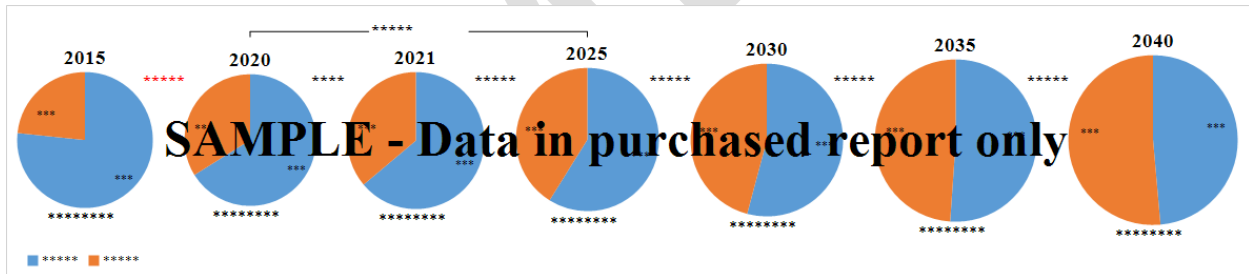 *****
2015 2020 2021 2025 2030 2035 2040
***** **** ***** ***** ***** *****
*** *** *** *** *** *** *** ***
SAMPLE - Data in purchased report only
*** *** *** *** ***
******** ******** ******** ******** ******** ******** ********
***** *****